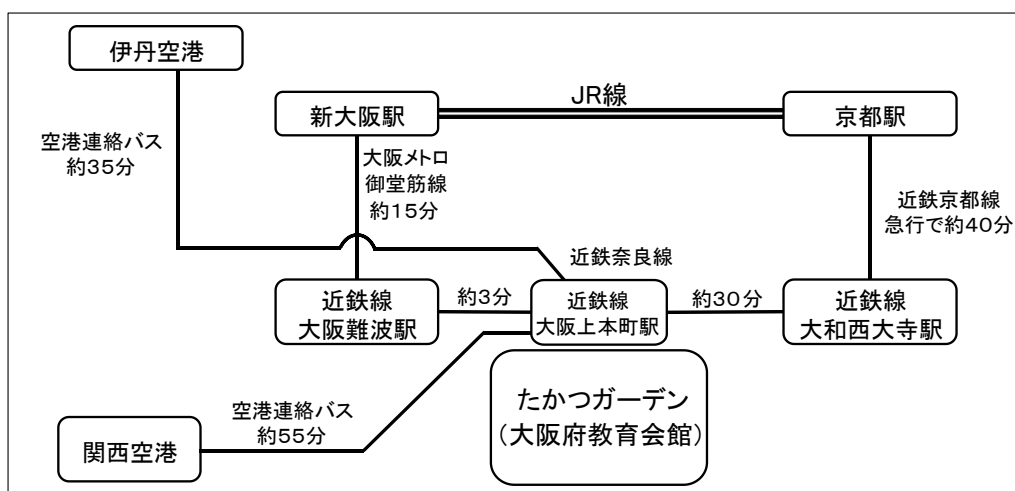 伊丹空港
JR線
新大阪駅
京都駅
空港連絡バス
約35分
大阪メトロ
御堂筋線
約15分
近鉄京都線
急行で約40分
近鉄奈良線
近鉄線
大阪難波駅
約3分
近鉄線
大阪上本町駅
約30分
近鉄線
大和西大寺駅
空港連絡バス
約55分
関西空港
たかつガーデン
（大阪府教育会館）